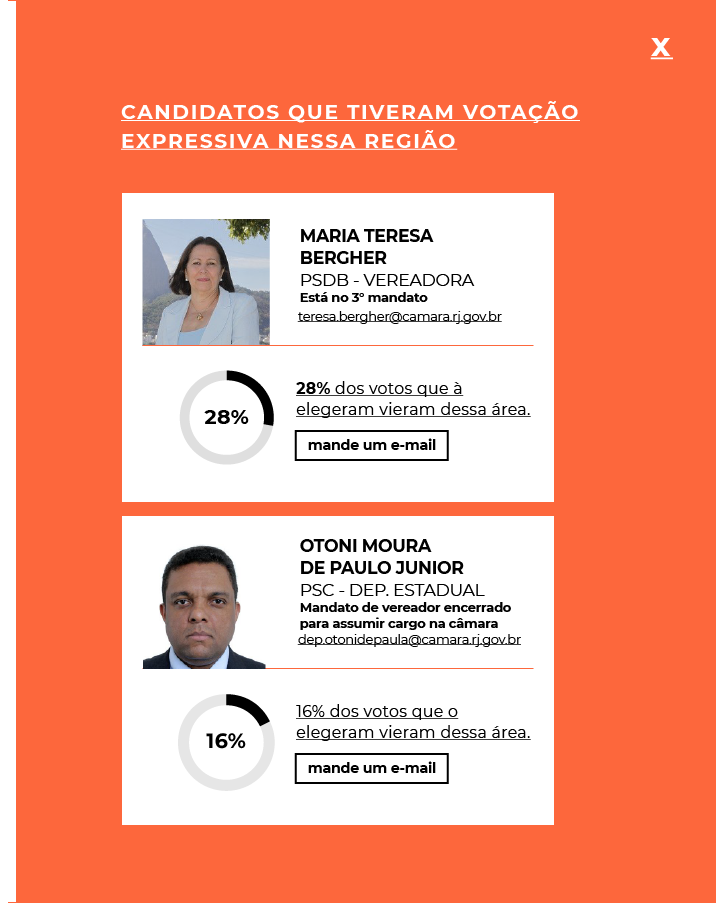 X
CANDIDATOS QUE TIVERAM VOTAÇÃO
EXPRESSIVA NESSA REGIÃO
MARIA TERESA
BERGHER
PSDB - VEREADORA
Está no 3° mandato
teresa.bergher@camara.rj.gov.br
28%
28% dos votos que à
elegeram vieram dessa área.
mande um e-mail
OTONI MOURA
DE PAULO JUNIOR
PSC - DEP. ESTADUAL
Mandato de vereador encerrado
para assumir cargo na câmara
dep.otonidepaula@camara.rj.gov.br
16%
16% dos votos que o
elegeram vieram dessa área.
mande um e-mail